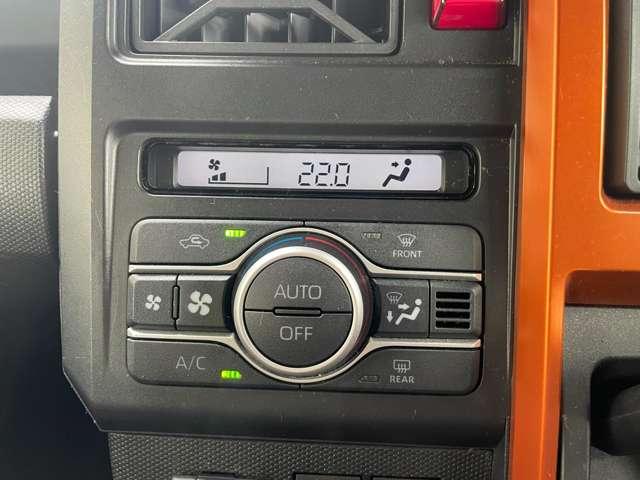 22.0
FRONT
AUTO
OFF
A/C
REAR